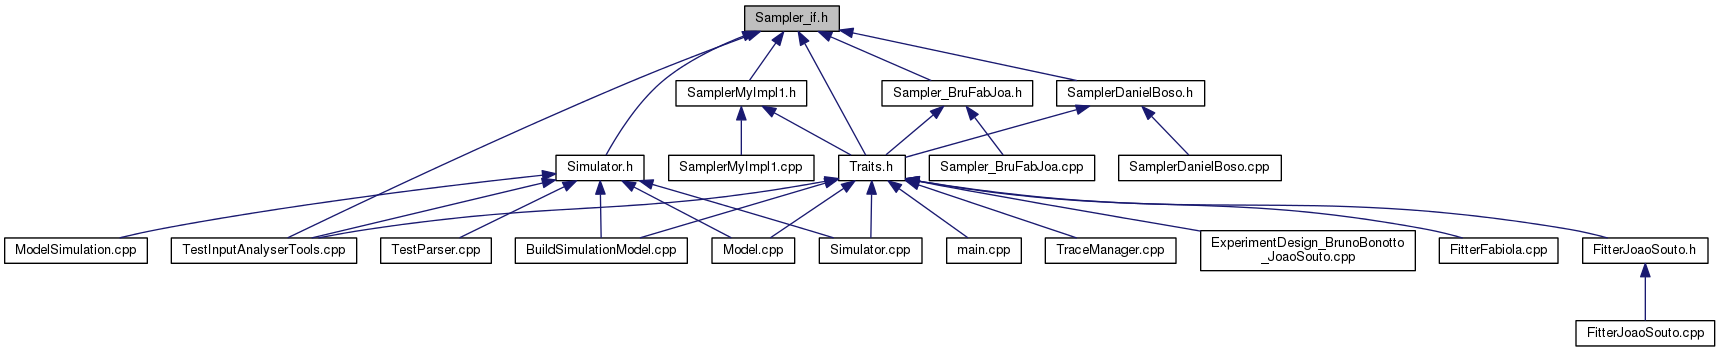 Sampler_if.h
SamplerMyImpl1.h
Sampler_BruFabJoa.h
SamplerDanielBoso.h
Simulator.h
SamplerMyImpl1.cpp
Traits.h
Sampler_BruFabJoa.cpp
SamplerDanielBoso.cpp
ModelSimulation.cpp
TestInputAnalyserTools.cpp
TestParser.cpp
BuildSimulationModel.cpp
Model.cpp
Simulator.cpp
main.cpp
TraceManager.cpp
ExperimentDesign_BrunoBonotto
_JoaoSouto.cpp
FitterFabiola.cpp
FitterJoaoSouto.h
FitterJoaoSouto.cpp